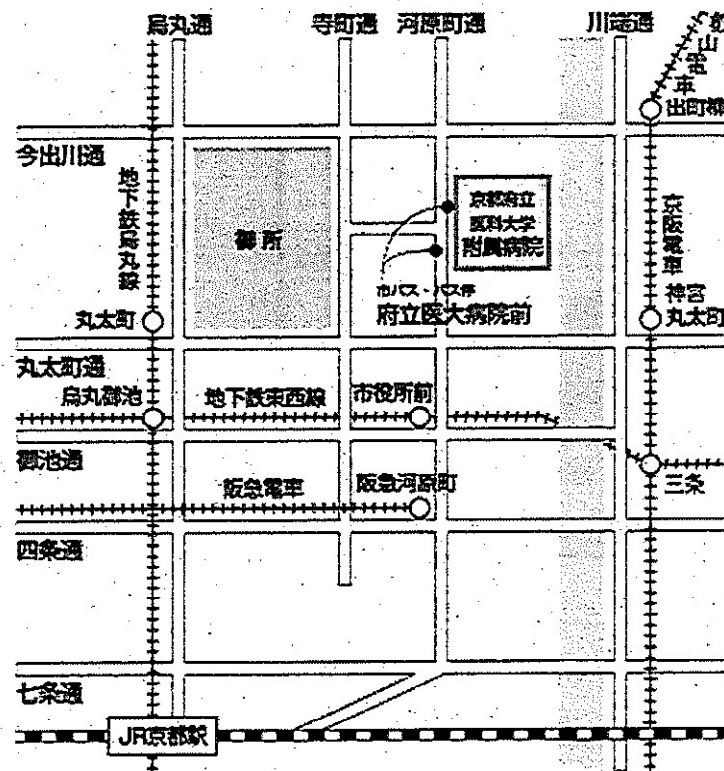 烏丸通
寺町通
河原町通
川端通
出町柳
今出川通
地下鉄烏丸線
御所
京都府立
医科大学
附属病院
京阪電車
市バス・バス停
府立医大病院前
神宮
丸太町
丸太町
丸太町通
烏丸御池
地下鉄東西線
市役所前
御池通
阪急電車
阪急河原町
三条
四条通
七条通
JR京都駅